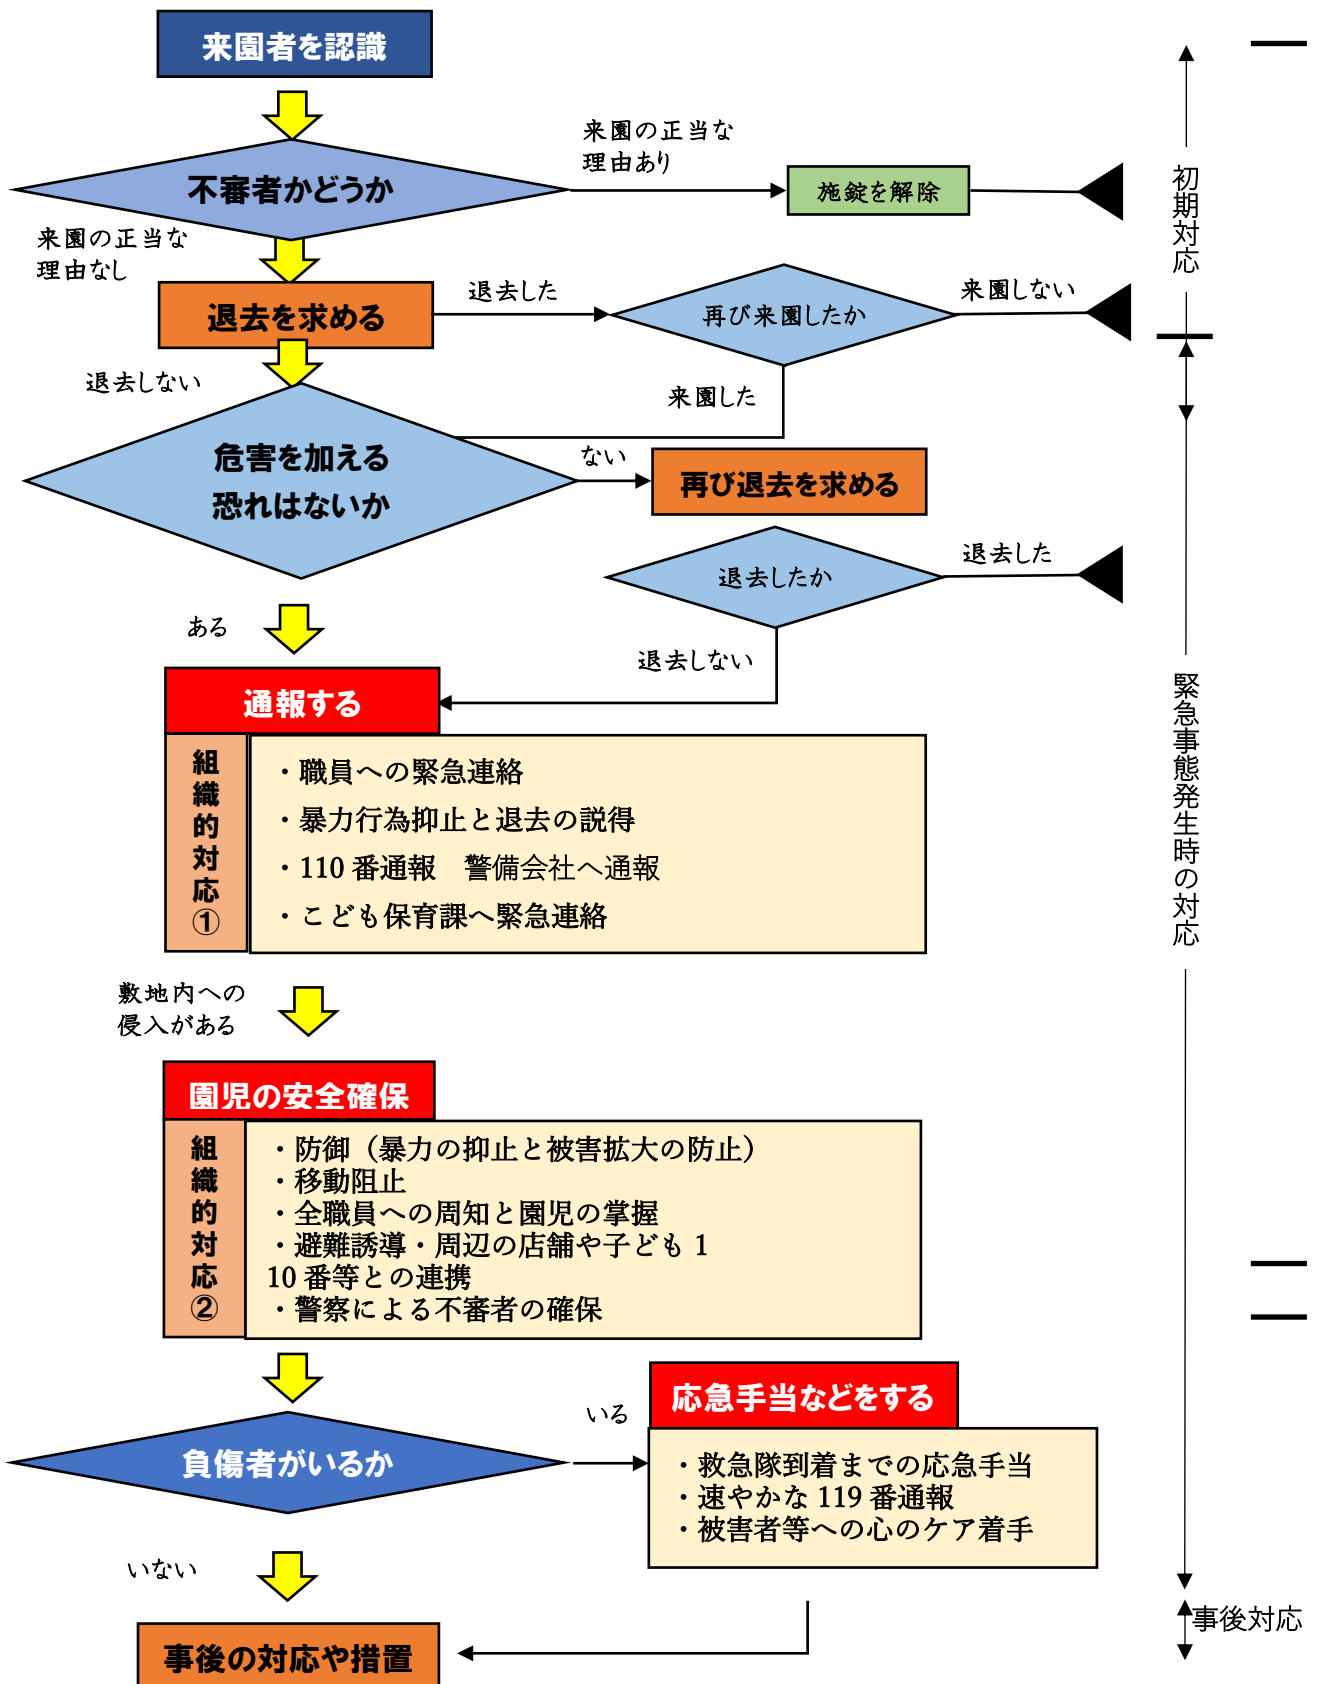 来園者を認識
来園の正当な
理由あり
不審者かどうか
施錠を解除
初期対応
来園の正当な
理由なし
退去を求める
退去した
再び来園したか
来園しない
退去しない
来園した
危害を加える
恐れはないか
ない
再び退去を求める
退去したか
退去した
ある
退去しない
通報する
緊急事態発生時の対応
組織的対応①
・職員への緊急連絡
・暴力行為抑止と退去の説得
・110番通報　警備会社へ通報
・こども保育課へ緊急連絡
敷地内への
侵入がある
園児の安全確保
組織的対応②
・防御（暴力の抑止と被害拡大の防止）
・移動阻止
・全職員への周知と園児の掌握
・避難誘導・周辺の店舗や子ども1
10番等との連携
・警察による不審者の確保
負傷者がいるか
いる
応急手当などをする
・救急隊到着までの応急手当
・速やかな119番通報
・被害者等への心のケア着手
いない
事後の対応や措置
事後対応